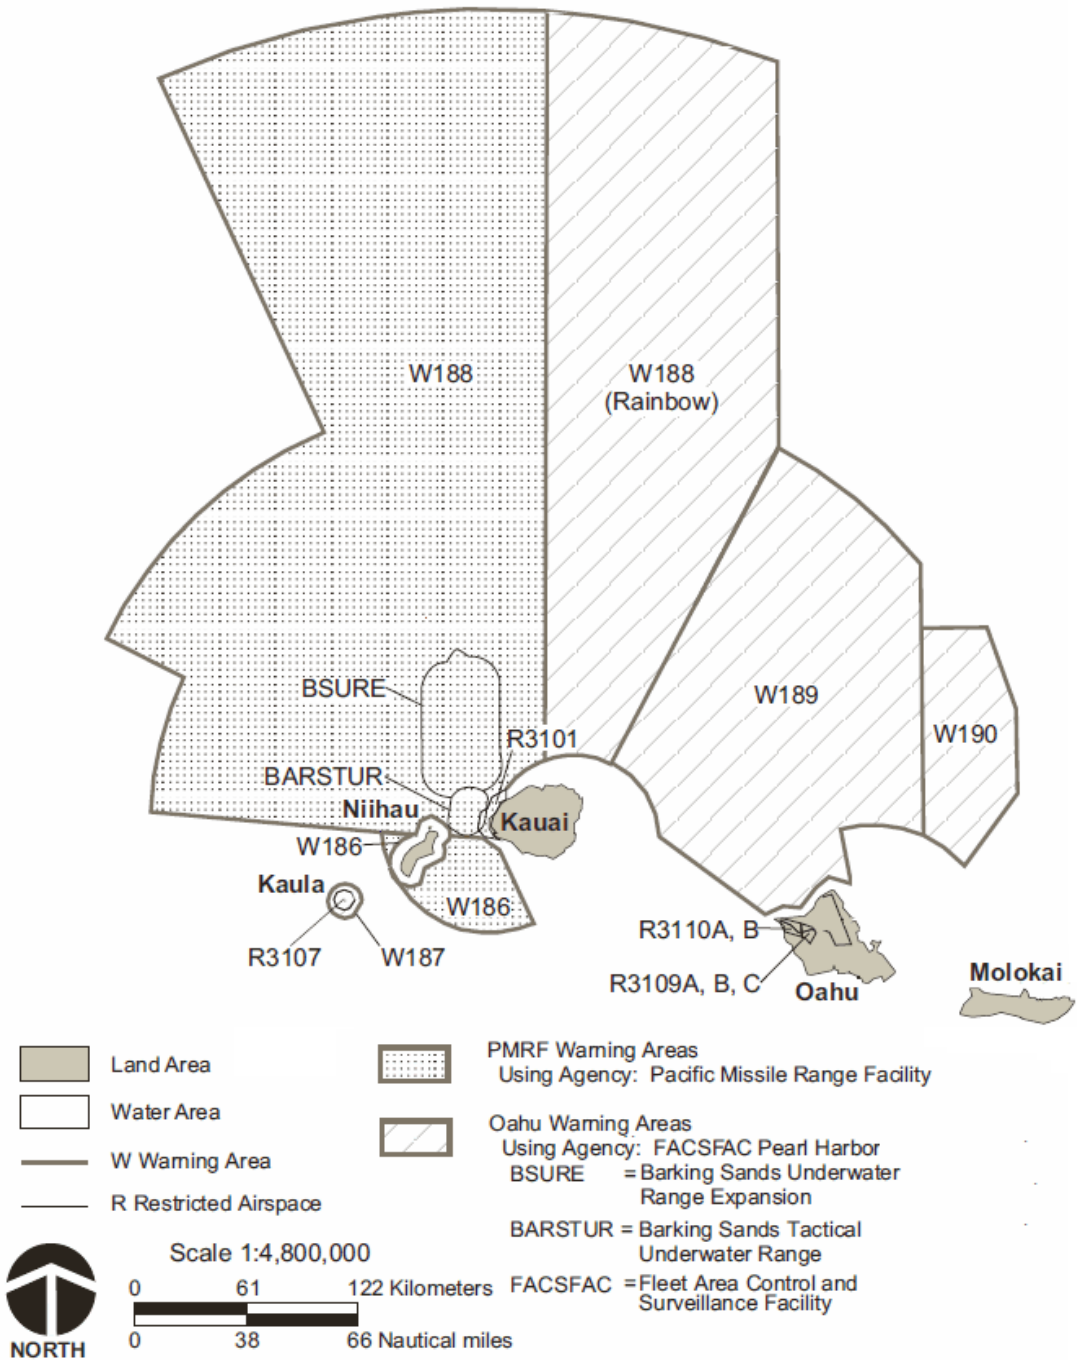 W188
W188
(Rainbow)
BSURE
W189
W190
R3101
BARSTUR
Niihau
Kauai
W186
Kaula
W186
R3107
W187
R3110A, B
R3109A, B, C
Oahu
Molokai
Land Area
Water Area
W Warning Area
R Restricted Airspace
PMRF Warning Areas
Using Agency: Pacific Missile Range Facility
Oahu Warning Areas
Using Agency: FACSFAC Pearl Harbor
BSURE = Barking Sands Underwater
Range Expansion
BARSTUR = Barking Sands Tactical
Underwater Range
FACSFAC = Fleet Area Control and
Surveillance Facility
Scale 1:4,800,000
0 61 122 Kilometers
0 38 66 Nautical miles
NORTH